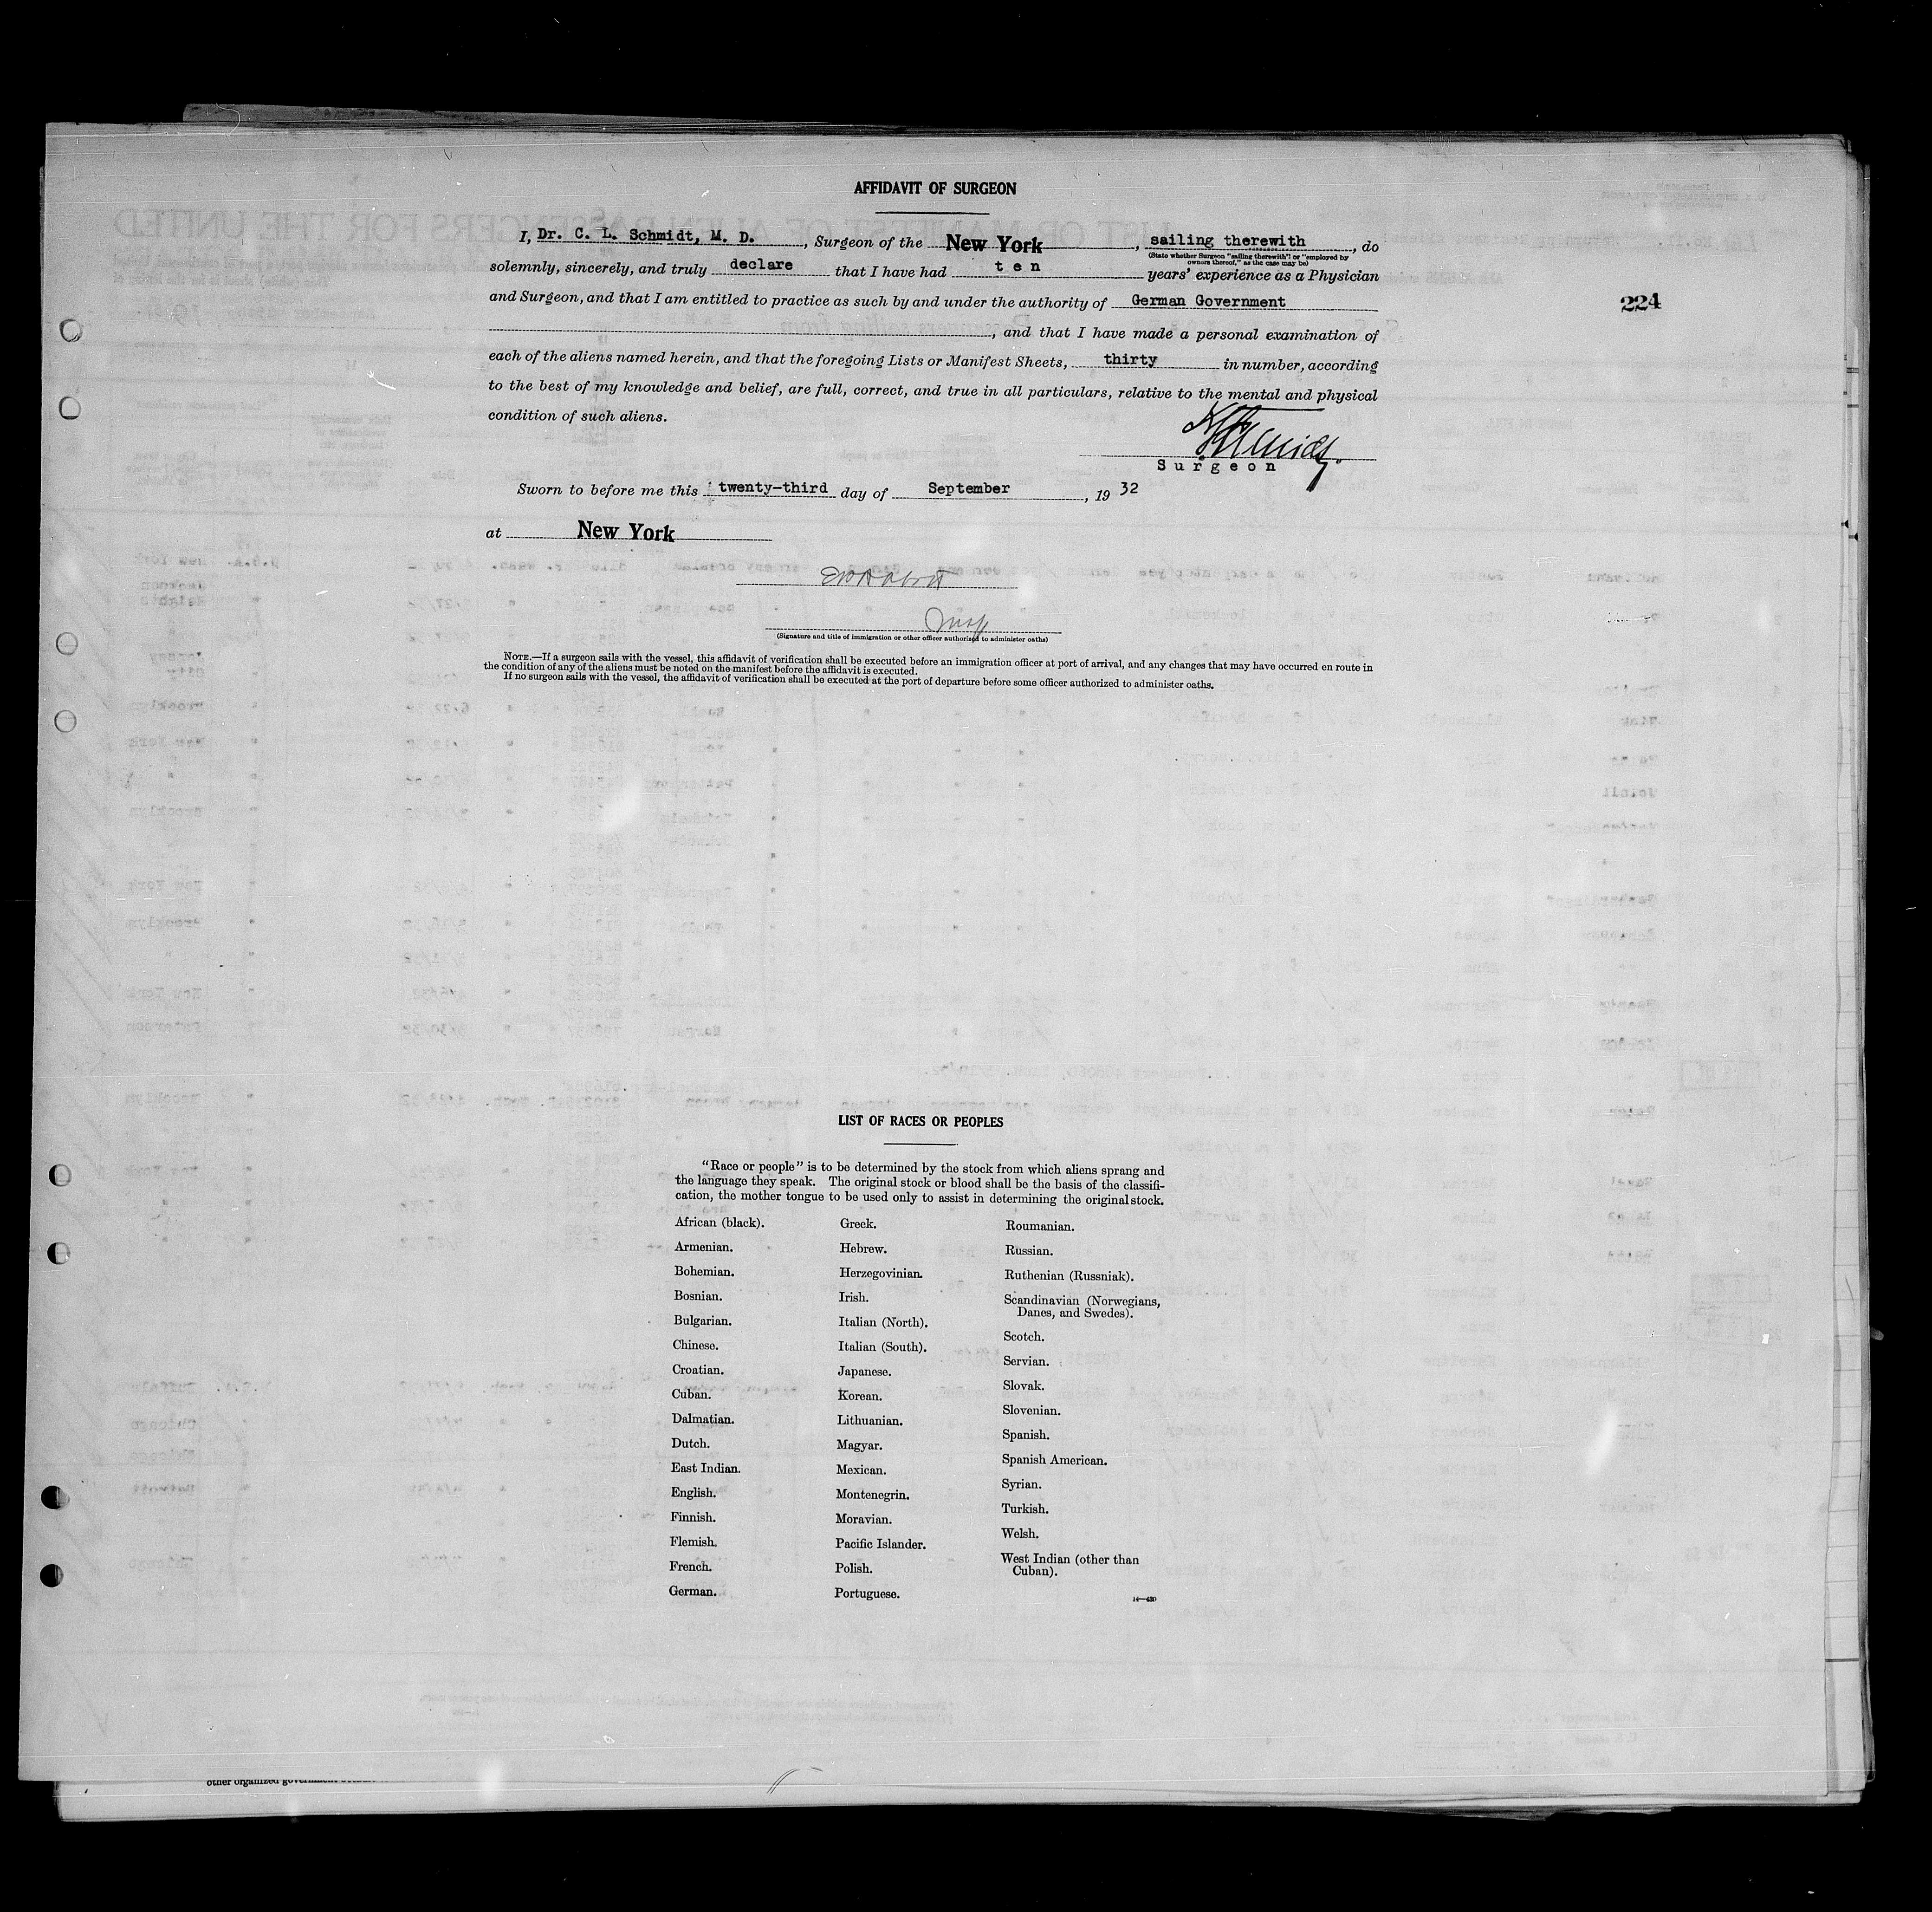 AFFIDAVIT OF SURGEON
I, Dr. C. L. Schmidt, M. D. , Surgeon of the New York , sailing therewith , do
(State whether Surgeon "sailing therewith" or "employed by
owners thereof," as the case may be)
solemnly, sincerely, and truly declare that I have had ten years' experience as a Physician
and Surgeon, and that I am entitled to practice as such by and under the authority of German Government
224
, and that I have made a personal examination of
each of the aliens named herein, and that the foregoing Lists or Manifest Sheets, thirty in number, according
to the best of my knowledge and belief, are full, correct, and true in all particulars, relative to the mental and physical
condition of such aliens.
Surgeon
Sworn to before me this twenty-third day of September , 19 32
at New York
Insp
(Signature and title of immigration or other officer authorized to administer oaths)
NOTE.—If a surgeon sails with the vessel, this affidavit of verification shall be executed before an immigration officer at port of arrival, and any changes that may have occurred en route in
the condition of any of the aliens must be noted on the manifest before the affidavit is executed.
If no surgeon sails with the vessel, the affidavit of verification shall be executed at the port of departure before some officer authorized to administer oaths.
LIST OF RACES OR PEOPLES
"Race or people" is to be determined by the stock from which aliens sprang and
the language they speak. The original stock or blood shall be the basis of the classifi-
cation, the mother tongue to be used only to assist in determining the original stock.
African (black).
Armenian.
Bohemian.
Bosnian.
Bulgarian.
Chinese.
Croatian.
Cuban.
Dalmatian.
Dutch.
East Indian.
English.
Finnish.
Flemish.
French.
German.
Greek.
Hebrew.
Herzegovinian.
Irish.
Italian (North).
Italian (South).
Japanese.
Korean.
Lithuanian.
Magyar.
Mexican.
Montenegrin.
Moravian.
Pacific Islander.
Polish.
Portuguese.
Roumanian.
Russian.
Ruthenian (Russniak).
Scandinavian (Norwegians,
Danes, and Swedes).
Scotch.
Servian.
Slovak.
Slovenian.
Spanish.
Spanish American.
Syrian.
Turkish.
Welsh.
West Indian (other than
Cuban).
other organized